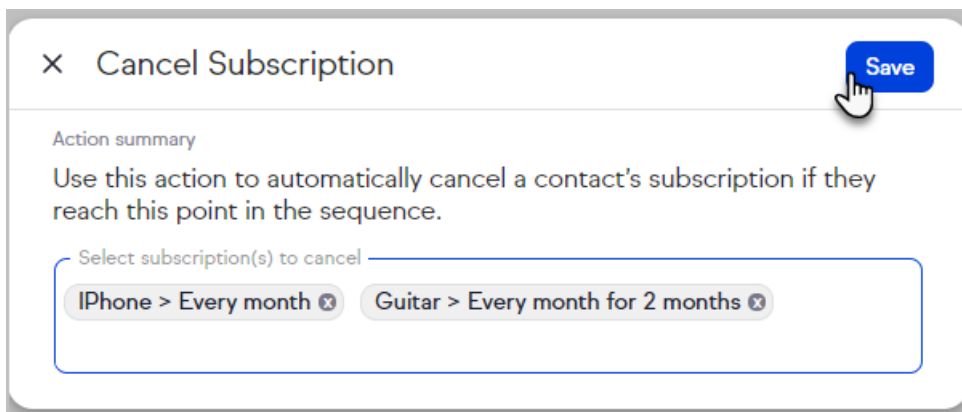 Cancel Subscription
Save
Action summary
Use this action to automatically cancel a contact's subscription if they
reach this point in the sequence.
Select subscription(s) to cancel
IPhone > Every month
Guitar > Every month for 2 months